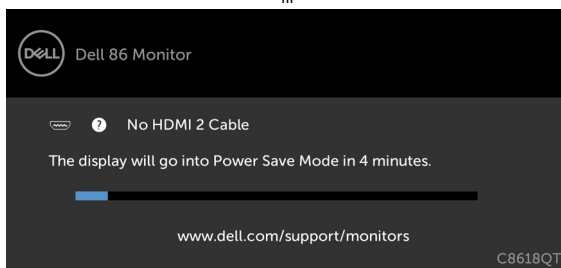 DELL
Dell 86 Monitor
? No HDMI 2 Cable
The display will go into Power Save Mode in 4 minutes.
www.dell.com/support/monitors
C8618QT